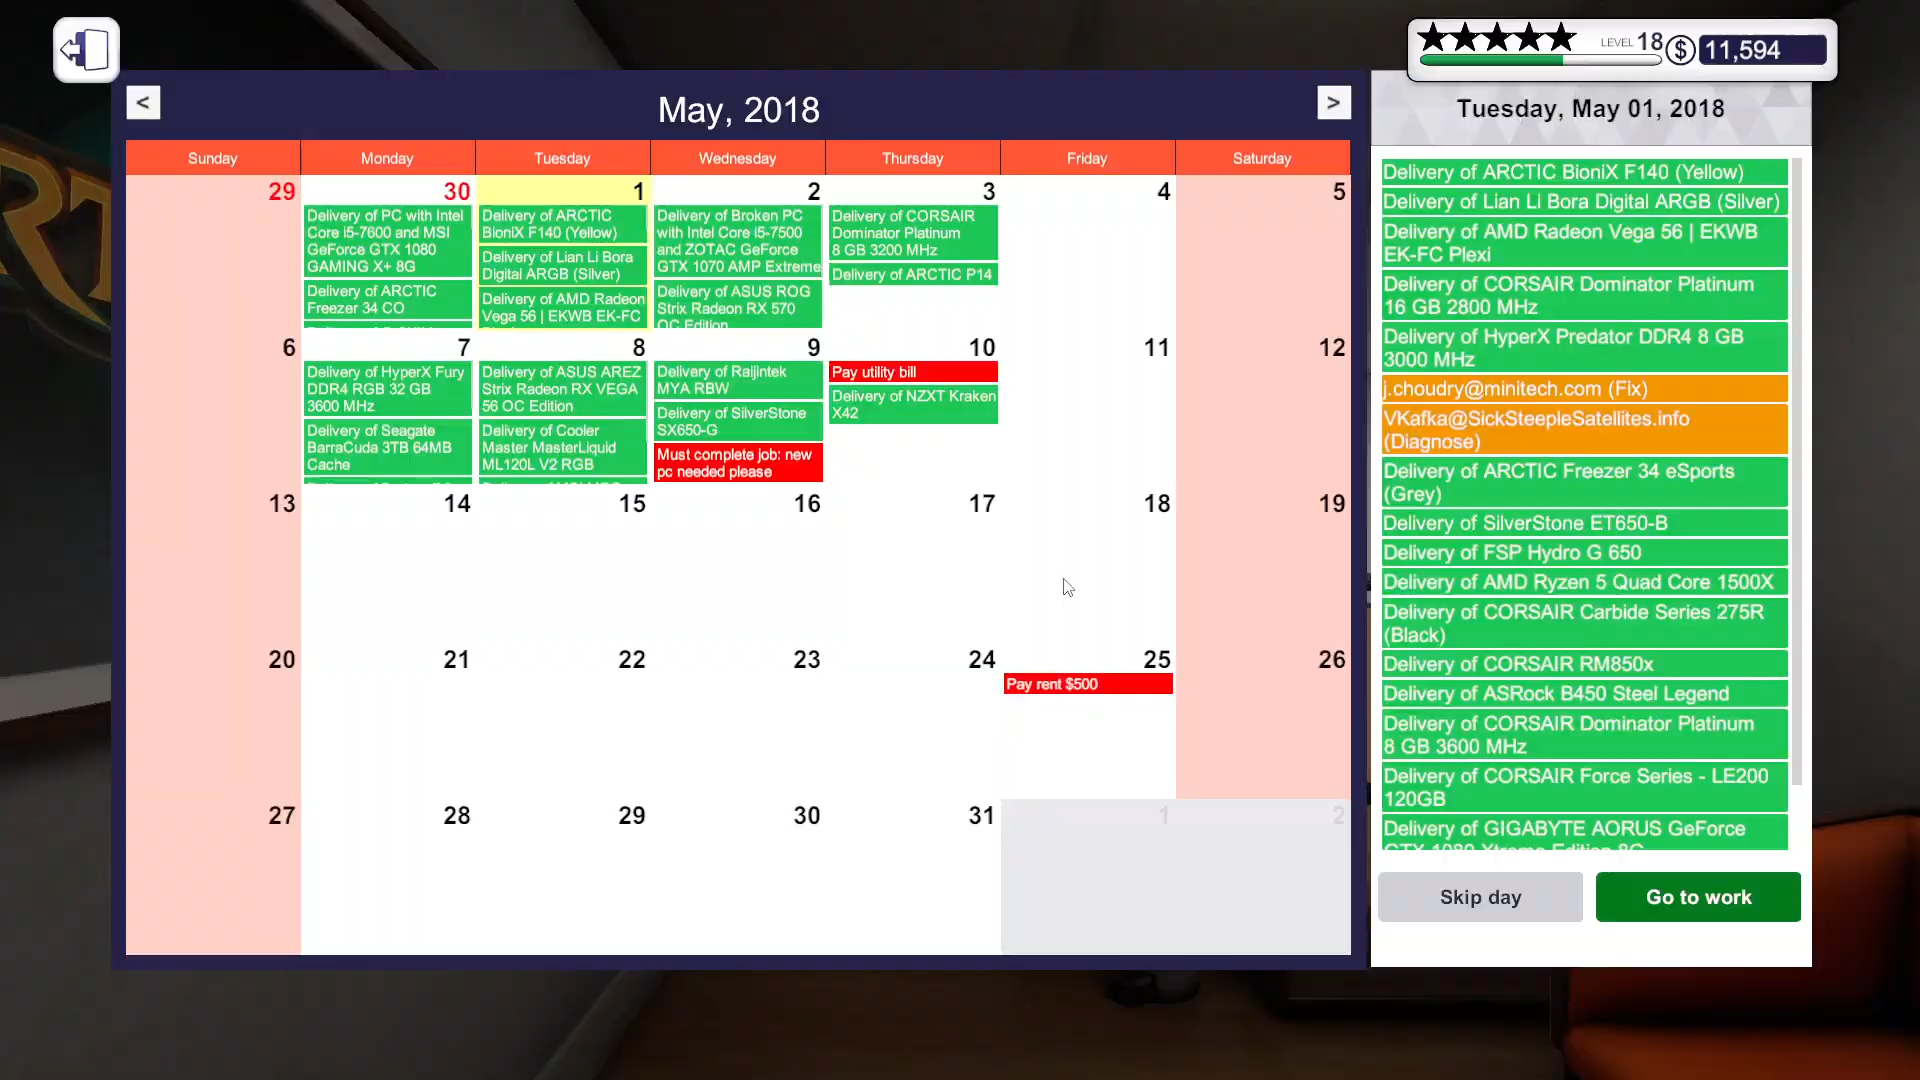 LEVEL 18 $ 11,594
< May, 2018 >
Tuesday, May 01, 2018
Sunday Monday Tuesday Wednesday Thursday Friday Saturday
29 30 1 2 3 4 5
Delivery of PC with Intel
Core i5-7600 and MSI
GeForce GTX 1080
GAMING X+ 8G
Delivery of ARCTIC
Freezer 34 CO
Delivery of ARCTIC
BioniX F140 (Yellow)
Delivery of Lian Li Bora
Digital ARGB (Silver)
Delivery of AMD Radeon
Vega 56 | EKWB EK-FC
Delivery of Broken PC
with Intel Core i5-7500
and ZOTAC GeForce
GTX 1070 AMP Extreme
Delivery of ASUS ROG
Strix Radeon RX 570
OC Edition
Delivery of CORSAIR
Dominator Platinum
8 GB 3200 MHz
Delivery of ARCTIC P14
6 7 8 9 10 11 12
Delivery of HyperX Fury
DDR4 RGB 32 GB
3600 MHz
Delivery of Seagate
BarraCuda 3TB 64MB
Cache
Delivery of ASUS AREZ
Strix Radeon RX VEGA
56 OC Edition
Delivery of Cooler
Master MasterLiquid
ML120L V2 RGB
Delivery of Raijintek
MYA RBW
Delivery of SilverStone
SX650-G
Must complete job: new
pc needed please
Pay utility bill
Delivery of NZXT Kraken
X42
13 14 15 16 17 18 19
20 21 22 23 24 25 26
Pay rent $500
27 28 29 30 31 1 2
Delivery of ARCTIC BioniX F140 (Yellow)
Delivery of Lian Li Bora Digital ARGB (Silver)
Delivery of AMD Radeon Vega 56 | EKWB
EK-FC Plexi
Delivery of CORSAIR Dominator Platinum
16 GB 2800 MHz
Delivery of HyperX Predator DDR4 8 GB
3000 MHz
j.choudry@minitech.com (Fix)
VKafka@SickSteepleSatellites.info
(Diagnose)
Delivery of ARCTIC Freezer 34 eSports
(Grey)
Delivery of SilverStone ET650-B
Delivery of FSP Hydro G 650
Delivery of AMD Ryzen 5 Quad Core 1500X
Delivery of CORSAIR Carbide Series 275R
(Black)
Delivery of CORSAIR RM850x
Delivery of ASRock B450 Steel Legend
Delivery of CORSAIR Dominator Platinum
8 GB 3600 MHz
Delivery of CORSAIR Force Series - LE200
120GB
Delivery of GIGABYTE AORUS GeForce
GTX 1080 Xtreme Edition 8G
Skip day Go to work